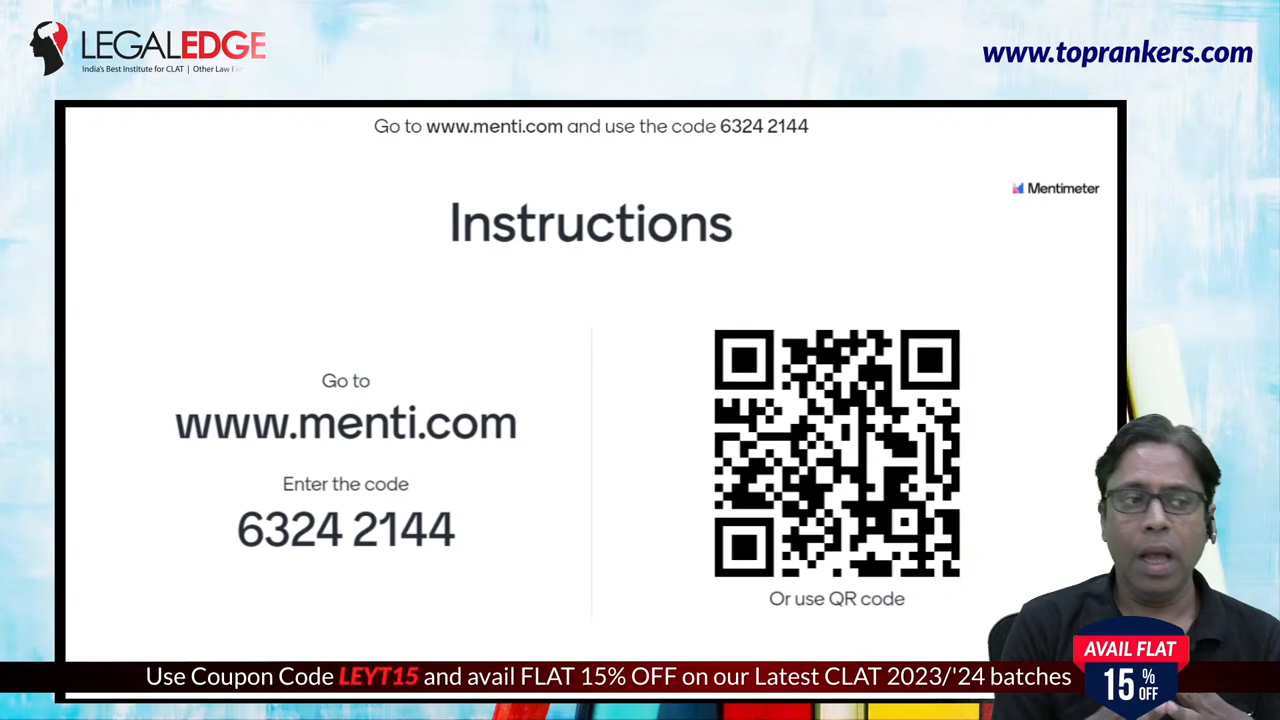 LEGALEDGE
India's Best Institute for CLAT | Other Law
www.toprankers.com
Go to www.menti.com and use the code 6324 2144
Mentimeter
Instructions
Go to
www.menti.com
Enter the code
6324 2144
Or use QR code
AVAIL FLAT
15% OFF
Use Coupon Code LEYT15 and avail FLAT 15% OFF on our Latest CLAT 2023/'24 batches